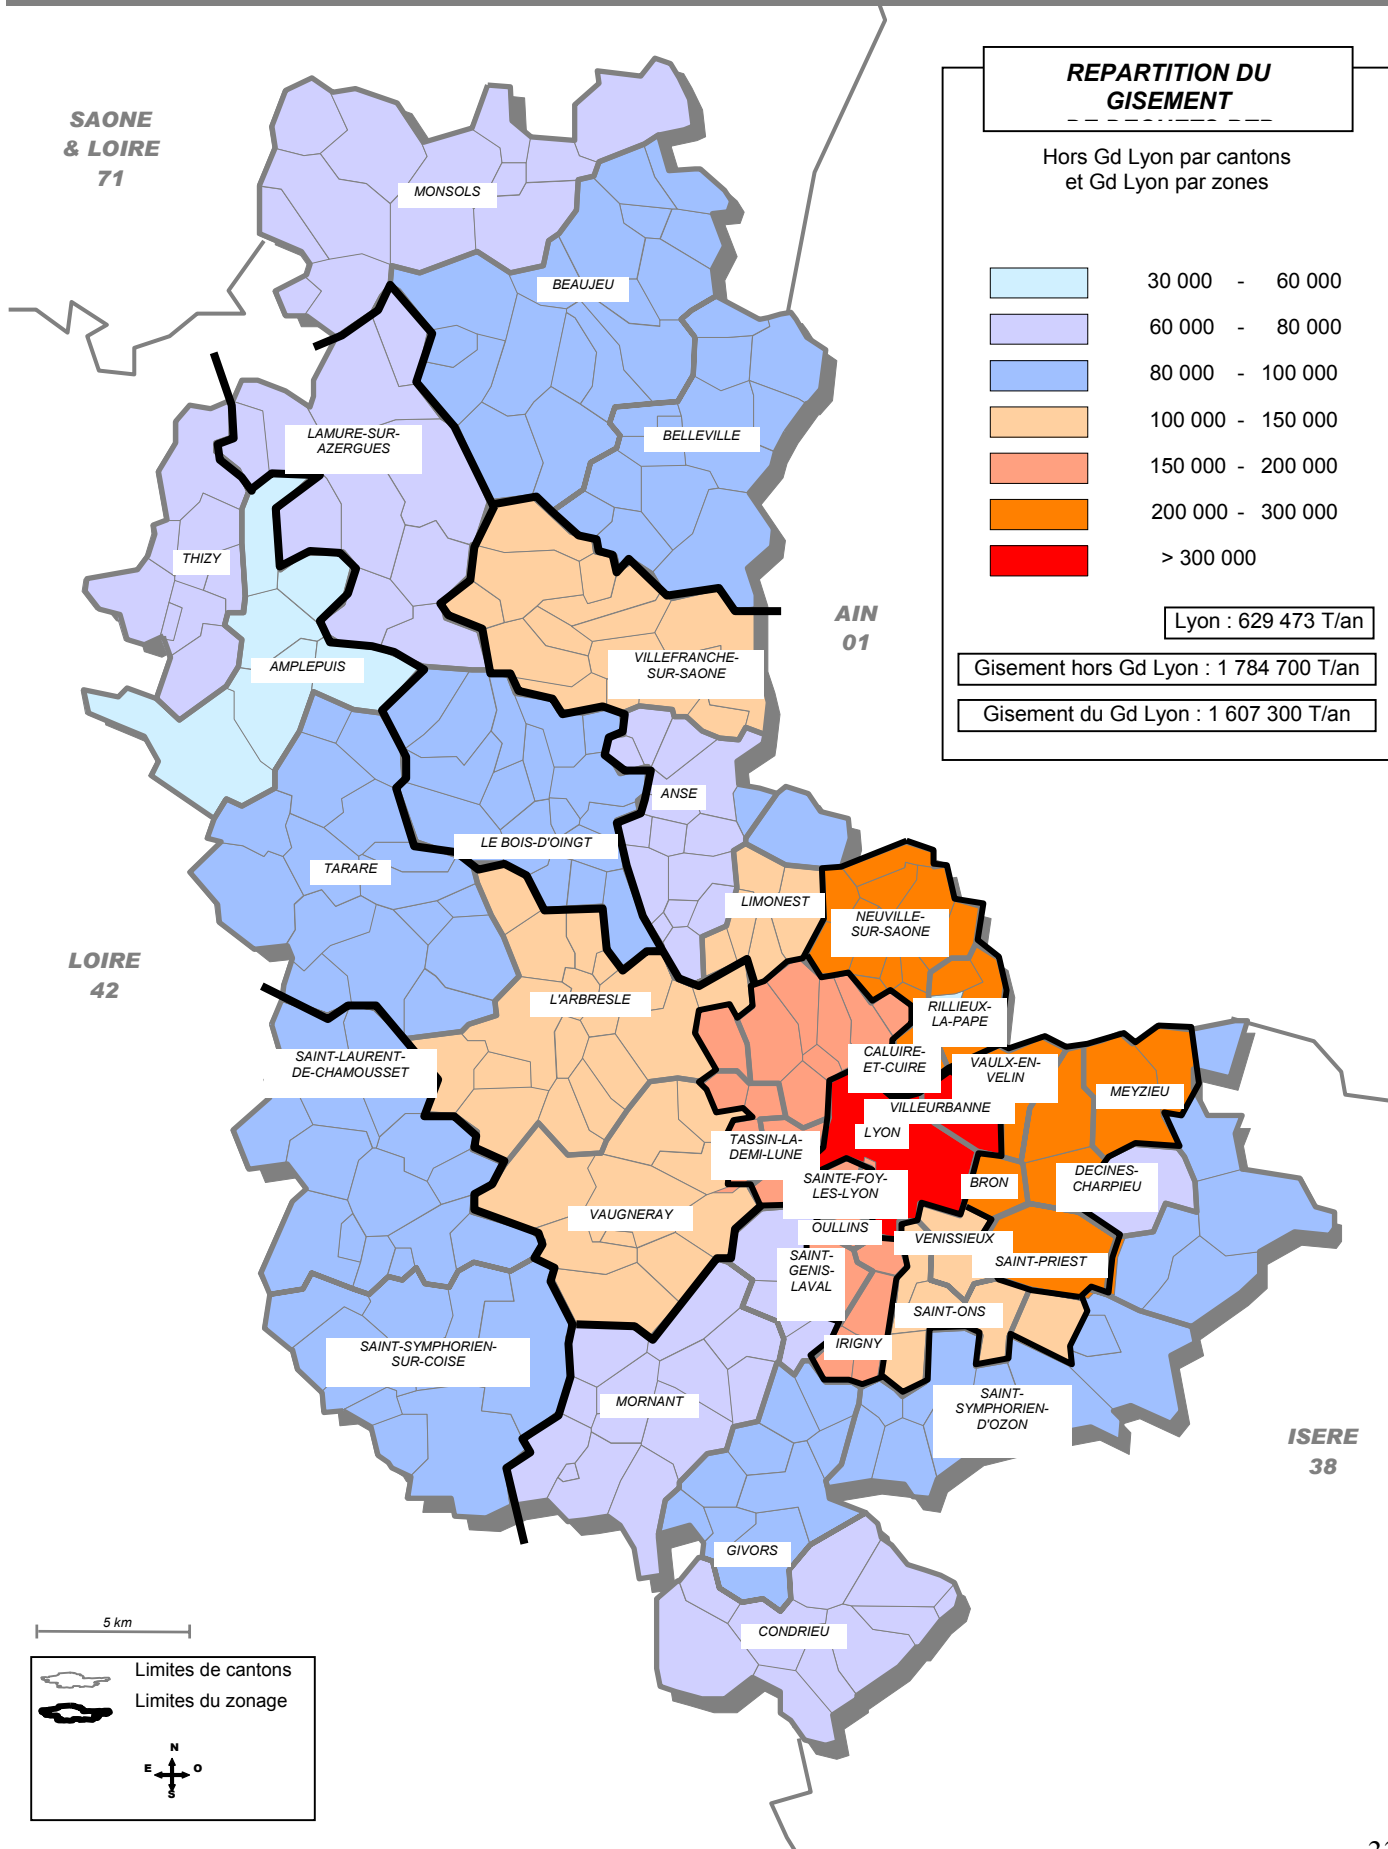 REPARTITION DU
GISEMENT
Hors Gd Lyon par cantons
et Gd Lyon par zones
30 000 - 60 000
60 000 - 80 000
80 000 - 100 000
100 000 - 150 000
150 000 - 200 000
200 000 - 300 000
> 300 000
Lyon : 629 473 T/an
Gisement hors Gd Lyon : 1 784 700 T/an
Gisement du Gd Lyon : 1 607 300 T/an
SAONE
& LOIRE
71
MONSOLS
BEAUJEU
LAMURE-SUR-
AZERGUES
BELLEVILLE
THIZY
AIN
01
AMPLEPUIS
VILLEFRANCHE-
SUR-SAONE
ANSE
LE BOIS-D'OINGT
TARARE
LIMONEST
NEUVILLE-
SUR-SAONE
LOIRE
42
L'ARBRESLE
RILLIEUX-
LA-PAPE
SAINT-LAURENT-
DE-CHAMOUSSET
CALUIRE-
ET-CUIRE
VAULX-EN-
VELIN
MEYZIEU
VILLEURBANNE
LYON
TASSIN-LA-
DEMI-LUNE
DECINES-
CHARPIEU
SAINTE-FOY-
LES-LYON
BRON
VAUGNERAY
OULLINS
VENISSIEUX
SAINT-
GENIS-
LAVAL
SAINT-PRIEST
SAINT-ONS
IRIGNY
SAINT-SYMPHORIEN-
SUR-COISE
MORNANT
SAINT-
SYMPHORIEN-
D'OZON
ISERE
38
GIVORS
CONDRIEU
5 km
Limites de cantons
Limites du zonage
N
E O
S